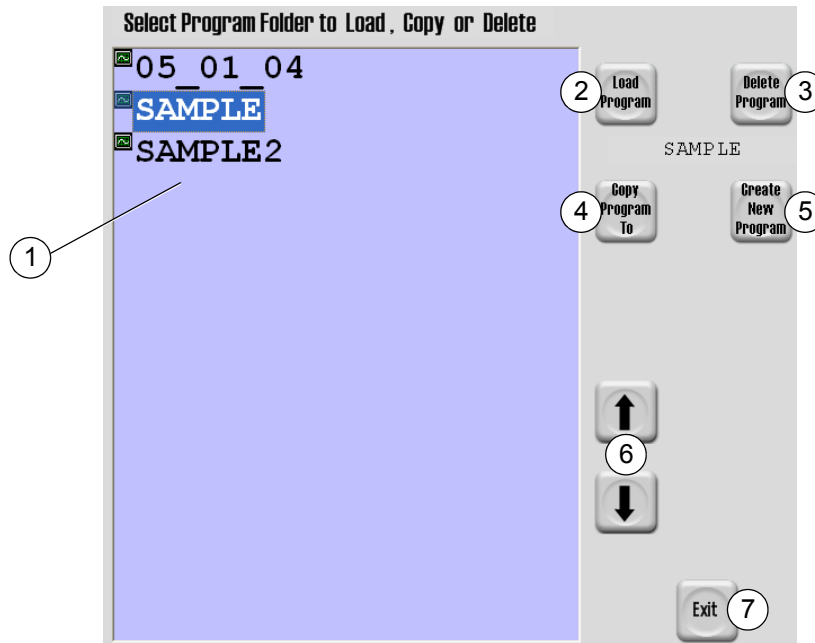 Select Program Folder to Load , Copy or Delete
05_01_04
SAMPLE
SAMPLE2
1
2
Load
Program
Delete
Program
3
SAMPLE
4
Copy
Program
To
Create
New
Program
5
6
Exit
7